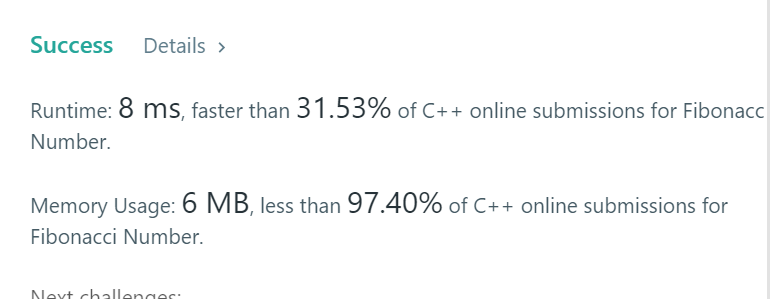 Success Details >
Runtime: 8 ms, faster than 31.53% of C++ online submissions for Fibonacc
Number.
Memory Usage: 6 MB, less than 97.40% of C++ online submissions for
Fibonacci Number.
Next challenges: